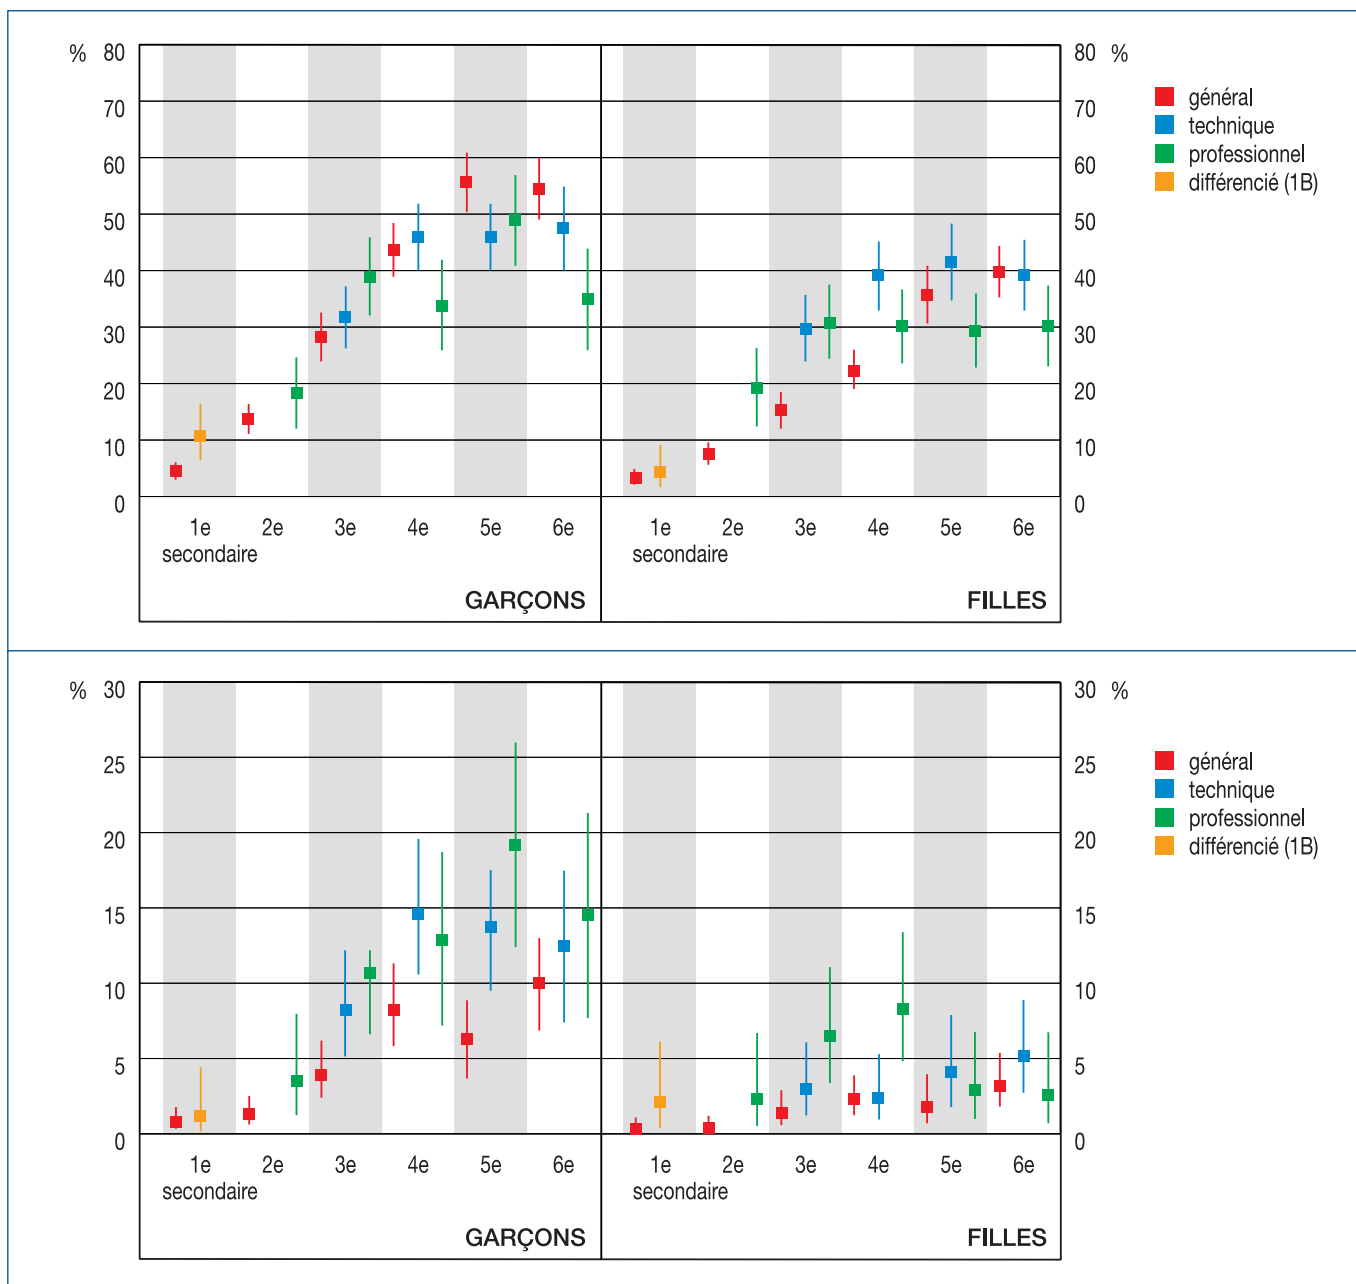 % 80 80 %
70 70
60 60
50 50
40 40
30 30
20 20
10 10
0 0
général
technique
professionnel
différencié (1B)
1e 2e 3e 4e 5e 6e 1e 2e 3e 4e 5e 6e
secondaire secondaire
GARÇONS FILLES
% 30 30 %
25 25
20 20
15 15
10 10
5 5
0 0
général
technique
professionnel
différencié (1B)
1e 2e 3e 4e 5e 6e 1e 2e 3e 4e 5e 6e
secondaire secondaire
GARÇONS FILLES